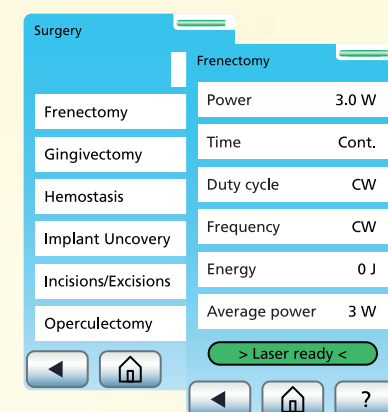 Surgery
Frenectomy
Gingivectomy
Hemostasis
Implant Uncovery
Incisions/Excisions
Operculectomy
Frenectomy
Power 3.0 W
Time Cont.
Duty cycle CW
Frequency CW
Energy 0 J
Average power 3 W
> Laser ready <
?